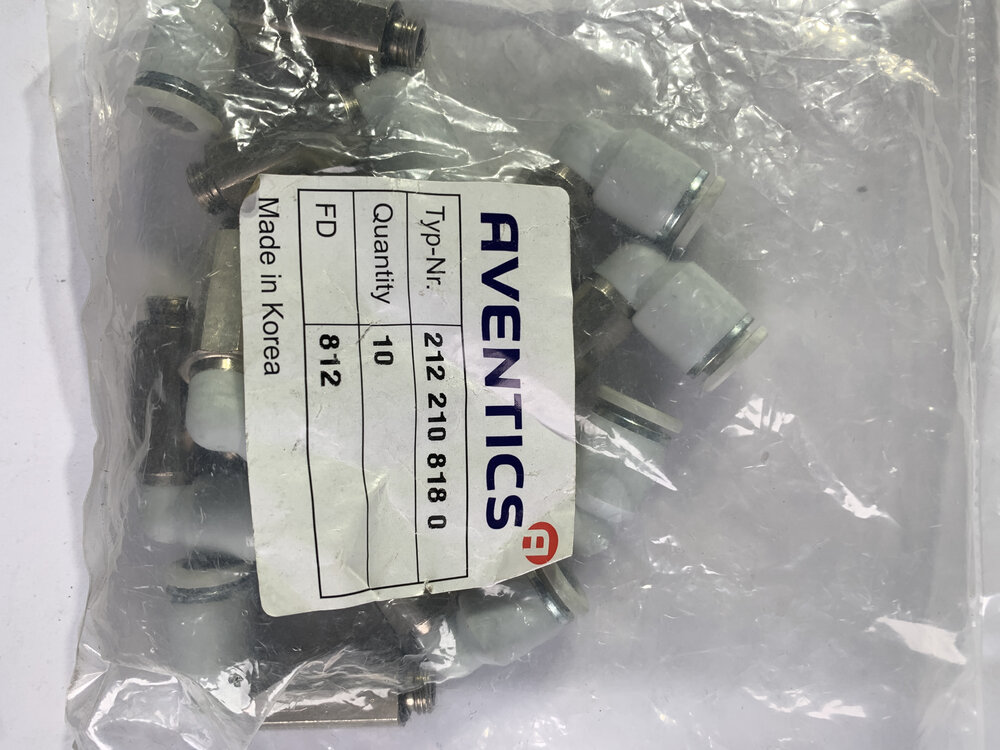 AVENTICS
Typ-Nr. 212 210 818 0
Quantity 10
FD 812
Made in Korea